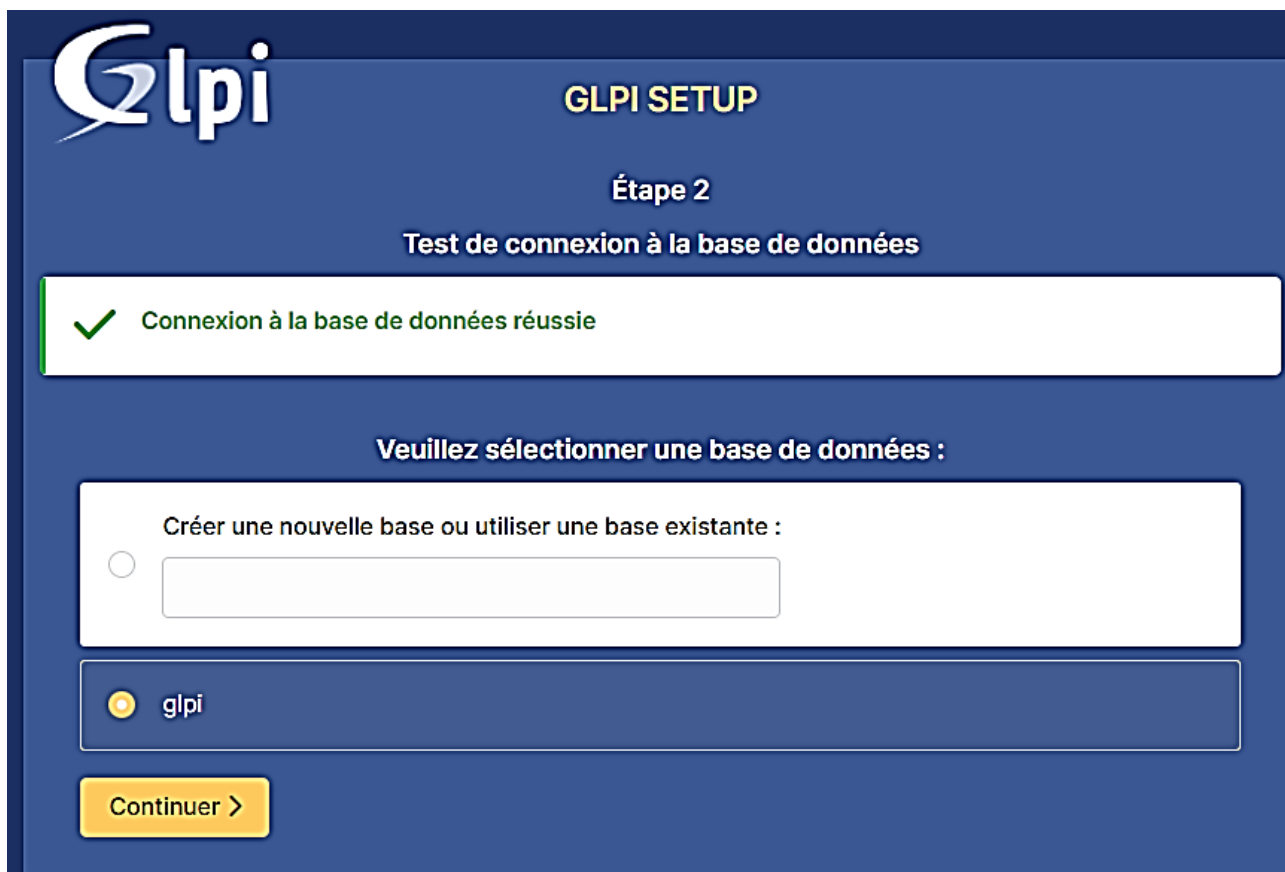 Glpi
GLPI SETUP
Étape 2
Test de connexion à la base de données
Connexion à la base de données réussie
Veuillez sélectionner une base de données :
Créer une nouvelle base ou utiliser une base existante :
glpi
Continuer >